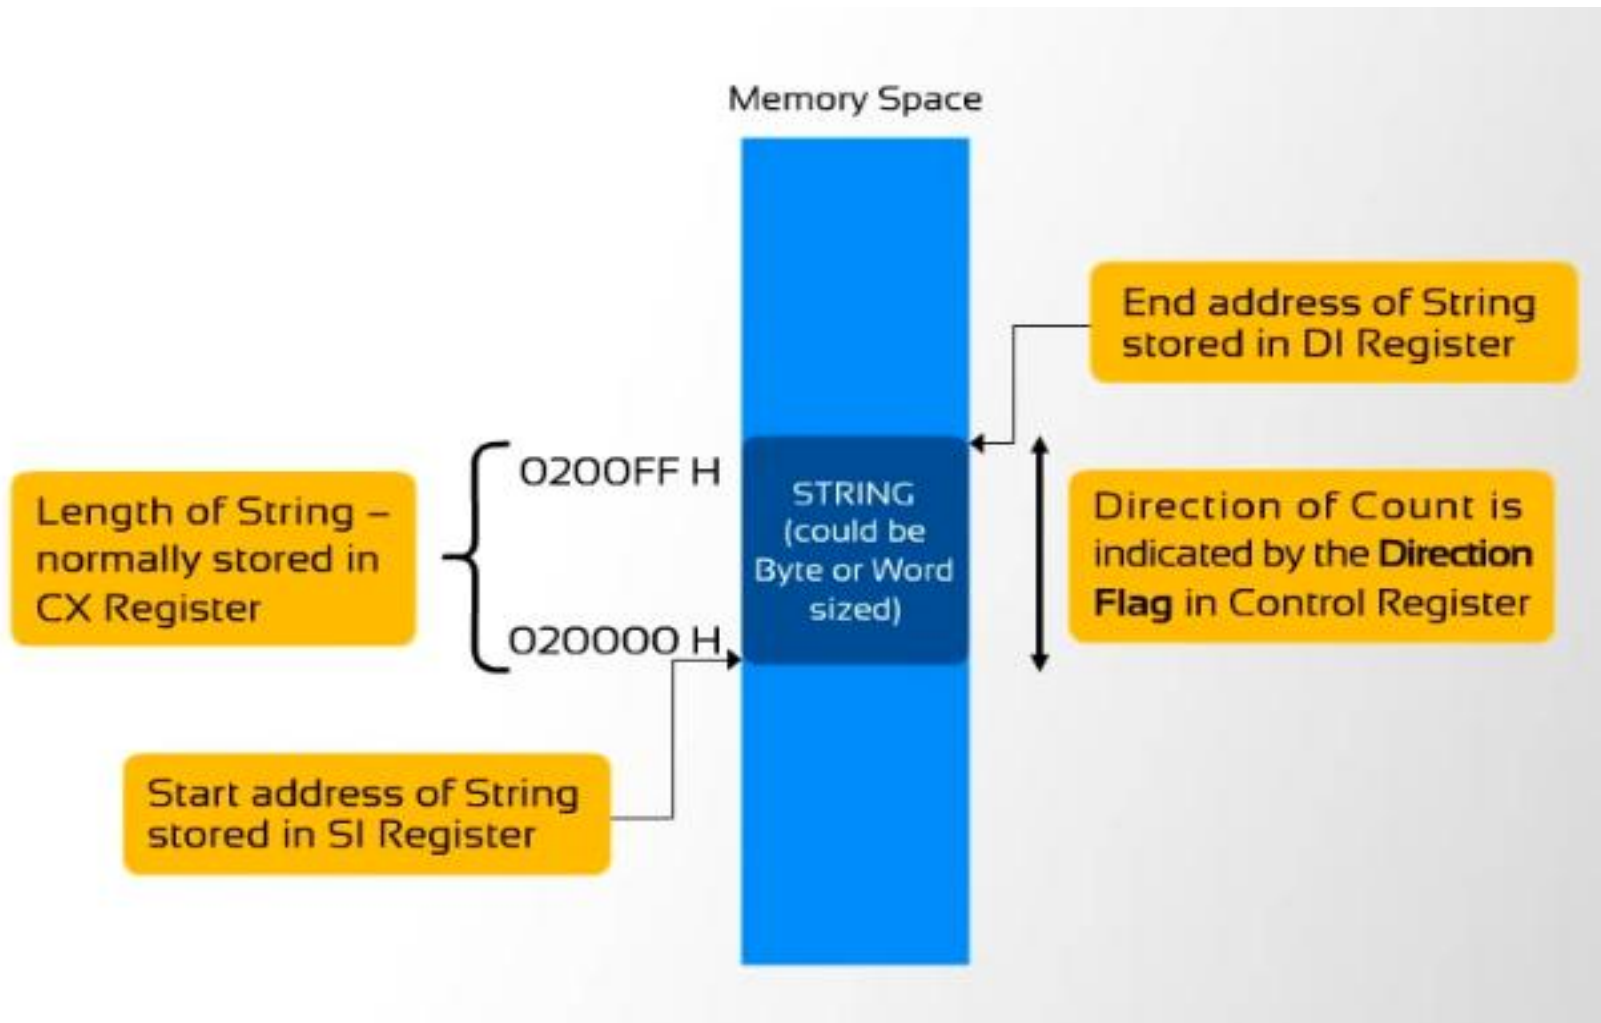 Memory Space
End address of String
stored in DI Register
0200FF H
020000 H
Length of String –
normally stored in
CX Register
STRING
(could be
Byte or Word
sized)
Direction of Count is
indicated by the Direction
Flag in Control Register
Start address of String
stored in SI Register